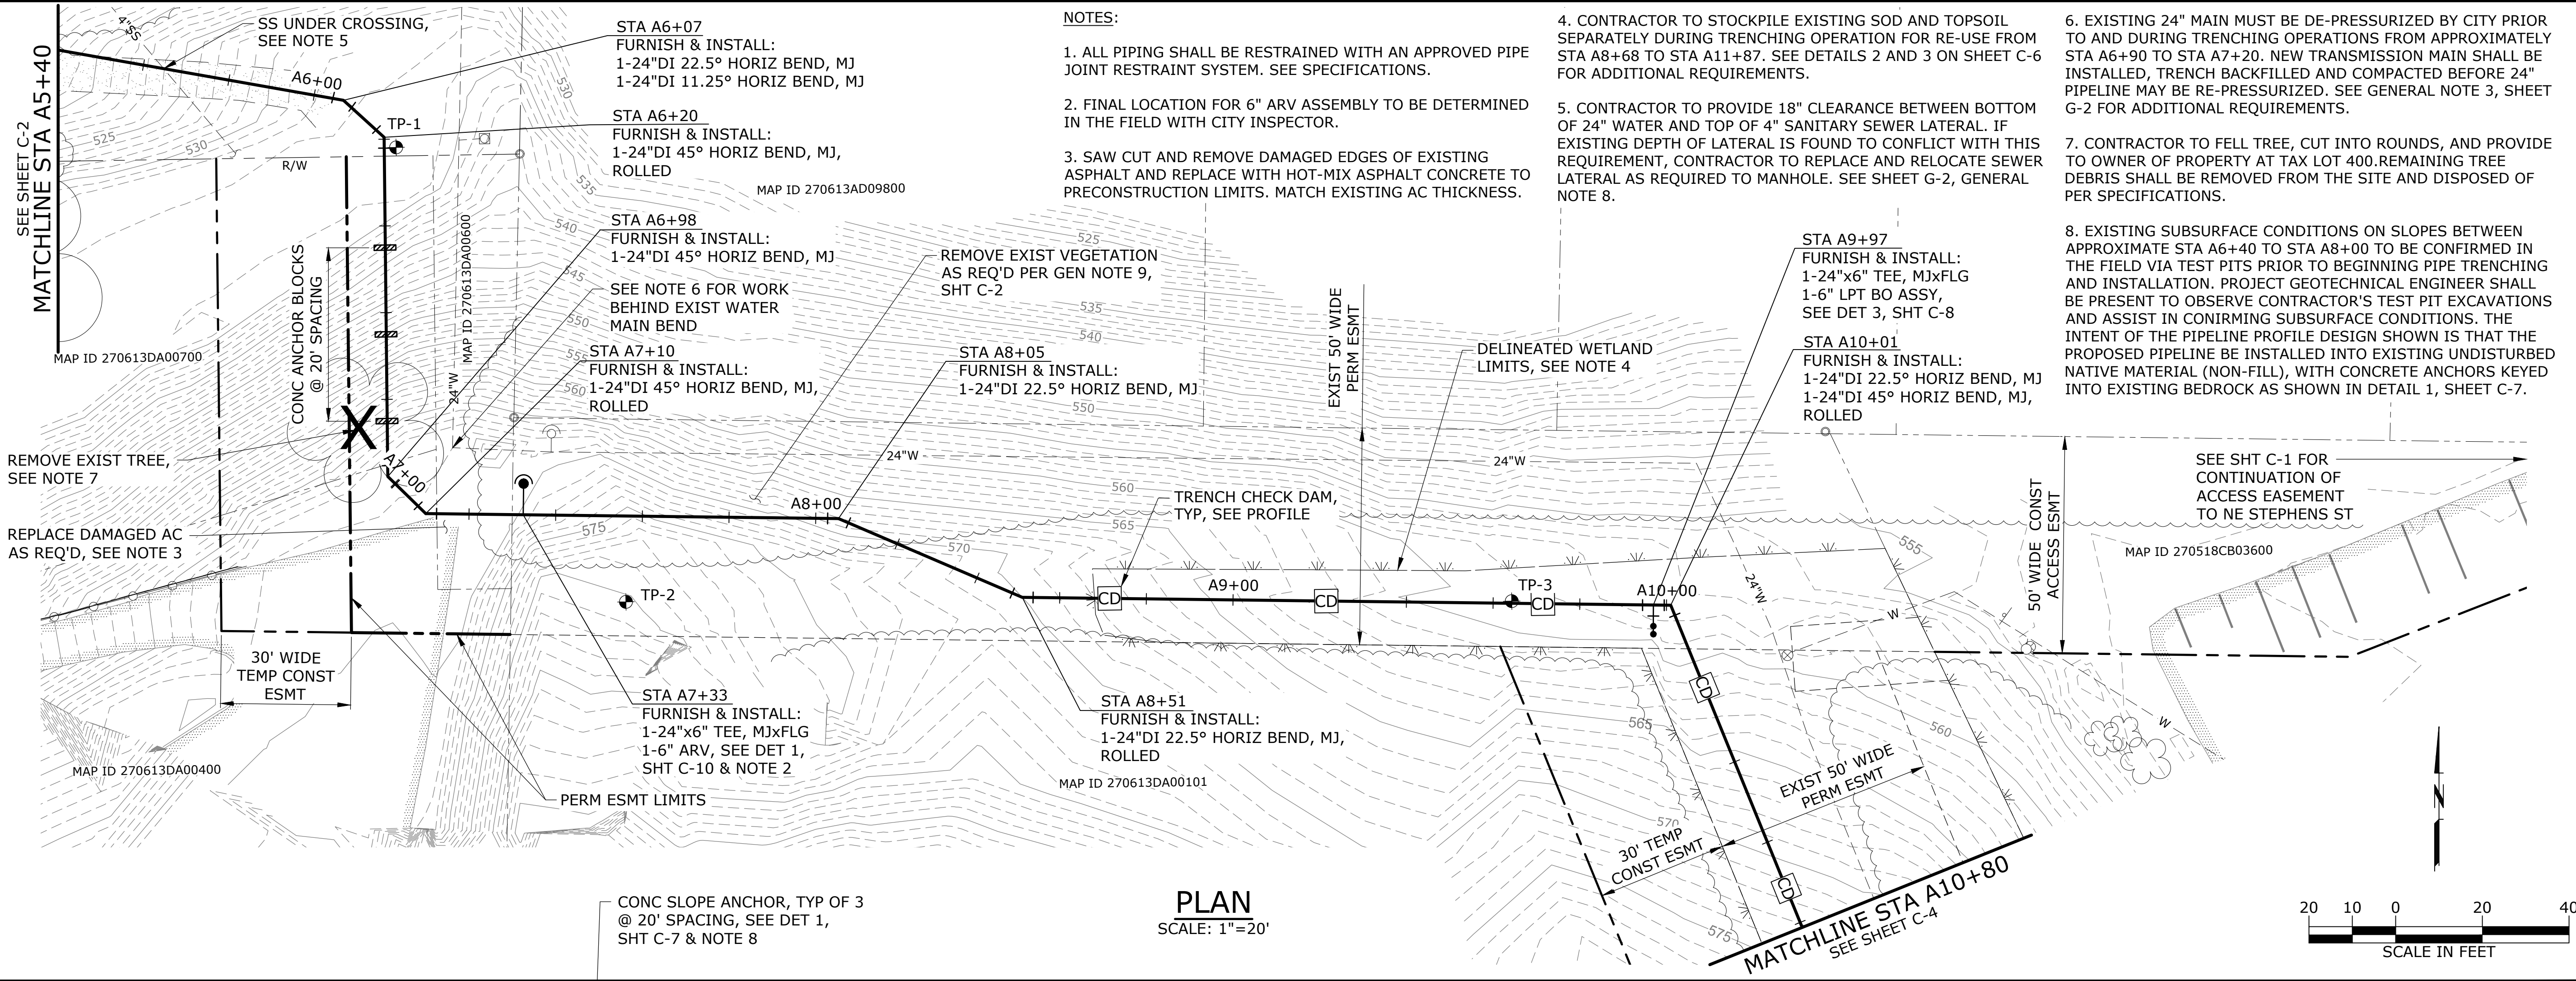 SEE SHEET C-2
MATCHLINE STA A5+40
4"SS
SS UNDER CROSSING,
SEE NOTE 5
A6+00
STA A6+07
FURNISH & INSTALL:
1-24"DI 22.5° HORIZ BEND, MJ
1-24"DI 11.25° HORIZ BEND, MJ
TP-1
R/W
525
530
530
535
STA A6+20
FURNISH & INSTALL:
1-24"DI 45° HORIZ BEND, MJ,
ROLLED
MAP ID 270613AD09800
MAP ID 270613DA00600
24"W
STA A6+98
FURNISH & INSTALL:
1-24"DI 45° HORIZ BEND, MJ
540
545
550
555
560
SEE NOTE 6 FOR WORK
BEHIND EXIST WATER
MAIN BEND
STA A7+10
FURNISH & INSTALL:
1-24"DI 45° HORIZ BEND, MJ,
ROLLED
CONC ANCHOR BLOCKS
@ 20' SPACING
MAP ID 270613DA00700
X
REMOVE EXIST TREE,
SEE NOTE 7
A7+00
REPLACE DAMAGED AC
AS REQ'D, SEE NOTE 3
30' WIDE
TEMP CONST
ESMT
MAP ID 270613DA00400
PERM ESMT LIMITS
575
TP-2
STA A7+33
FURNISH & INSTALL:
1-24"x6" TEE, MJxFLG
1-6" ARV, SEE DET 1,
SHT C-10 & NOTE 2
CONC SLOPE ANCHOR, TYP OF 3
@ 20' SPACING, SEE DET 1,
SHT C-7 & NOTE 8
REMOVE EXIST VEGETATION
AS REQ'D PER GEN NOTE 9,
SHT C-2
525
535
540
550
560
565
570
24"W
A8+00
STA A8+05
FURNISH & INSTALL:
1-24"DI 22.5° HORIZ BEND, MJ
TRENCH CHECK DAM,
TYP, SEE PROFILE
EXIST 50' WIDE
PERM ESMT
DELINEATED WETLAND
LIMITS, SEE NOTE 4
24"W
CD
A9+00
CD
TP-3
CD
A10+00
STA A8+51
FURNISH & INSTALL:
1-24"DI 22.5° HORIZ BEND, MJ,
ROLLED
MAP ID 270613DA00101
STA A9+97
FURNISH & INSTALL:
1-24"x6" TEE, MJxFLG
1-6" LPT BO ASSY,
SEE DET 3, SHT C-8
STA A10+01
FURNISH & INSTALL:
1-24"DI 22.5° HORIZ BEND, MJ
1-24"DI 45° HORIZ BEND, MJ,
ROLLED
24"W
W
W
555
560
565
570
575
CD
CD
EXIST 50' WIDE
PERM ESMT
30' TEMP
CONST ESMT
MATCHLINE STA A10+80
SEE SHEET C-4
50' WIDE CONST
ACCESS ESMT
SEE SHT C-1 FOR
CONTINUATION OF
ACCESS EASEMENT
TO NE STEPHENS ST
MAP ID 270518CB03600
NOTES:
1. ALL PIPING SHALL BE RESTRAINED WITH AN APPROVED PIPE
JOINT RESTRAINT SYSTEM. SEE SPECIFICATIONS.
2. FINAL LOCATION FOR 6" ARV ASSEMBLY TO BE DETERMINED
IN THE FIELD WITH CITY INSPECTOR.
3. SAW CUT AND REMOVE DAMAGED EDGES OF EXISTING
ASPHALT AND REPLACE WITH HOT-MIX ASPHALT CONCRETE TO
PRECONSTRUCTION LIMITS. MATCH EXISTING AC THICKNESS.
4. CONTRACTOR TO STOCKPILE EXISTING SOD AND TOPSOIL
SEPARATELY DURING TRENCHING OPERATION FOR RE-USE FROM
STA A8+68 TO STA A11+87. SEE DETAILS 2 AND 3 ON SHEET C-6
FOR ADDITIONAL REQUIREMENTS.
5. CONTRACTOR TO PROVIDE 18" CLEARANCE BETWEEN BOTTOM
OF 24" WATER AND TOP OF 4" SANITARY SEWER LATERAL. IF
EXISTING DEPTH OF LATERAL IS FOUND TO CONFLICT WITH THIS
REQUIREMENT, CONTRACTOR TO REPLACE AND RELOCATE SEWER
LATERAL AS REQUIRED TO MANHOLE. SEE SHEET G-2, GENERAL
NOTE 8.
6. EXISTING 24" MAIN MUST BE DE-PRESSURIZED BY CITY PRIOR
TO AND DURING TRENCHING OPERATIONS FROM APPROXIMATELY
STA A6+90 TO STA A7+20. NEW TRANSMISSION MAIN SHALL BE
INSTALLED, TRENCH BACKFILLED AND COMPACTED BEFORE 24"
PIPELINE MAY BE RE-PRESSURIZED. SEE GENERAL NOTE 3, SHEET
G-2 FOR ADDITIONAL REQUIREMENTS.
7. CONTRACTOR TO FELL TREE, CUT INTO ROUNDS, AND PROVIDE
TO OWNER OF PROPERTY AT TAX LOT 400.REMAINING TREE
DEBRIS SHALL BE REMOVED FROM THE SITE AND DISPOSED OF
PER SPECIFICATIONS.
8. EXISTING SUBSURFACE CONDITIONS ON SLOPES BETWEEN
APPROXIMATE STA A6+40 TO STA A8+00 TO BE CONFIRMED IN
THE FIELD VIA TEST PITS PRIOR TO BEGINNING PIPE TRENCHING
AND INSTALLATION. PROJECT GEOTECHNICAL ENGINEER SHALL
BE PRESENT TO OBSERVE CONTRACTOR'S TEST PIT EXCAVATIONS
AND ASSIST IN CONIRMING SUBSURFACE CONDITIONS. THE
INTENT OF THE PIPELINE PROFILE DESIGN SHOWN IS THAT THE
PROPOSED PIPELINE BE INSTALLED INTO EXISTING UNDISTURBED
NATIVE MATERIAL (NON-FILL), WITH CONCRETE ANCHORS KEYED
INTO EXISTING BEDROCK AS SHOWN IN DETAIL 1, SHEET C-7.
PLAN
SCALE: 1"=20'
N
20 10 0 20 40
SCALE IN FEET